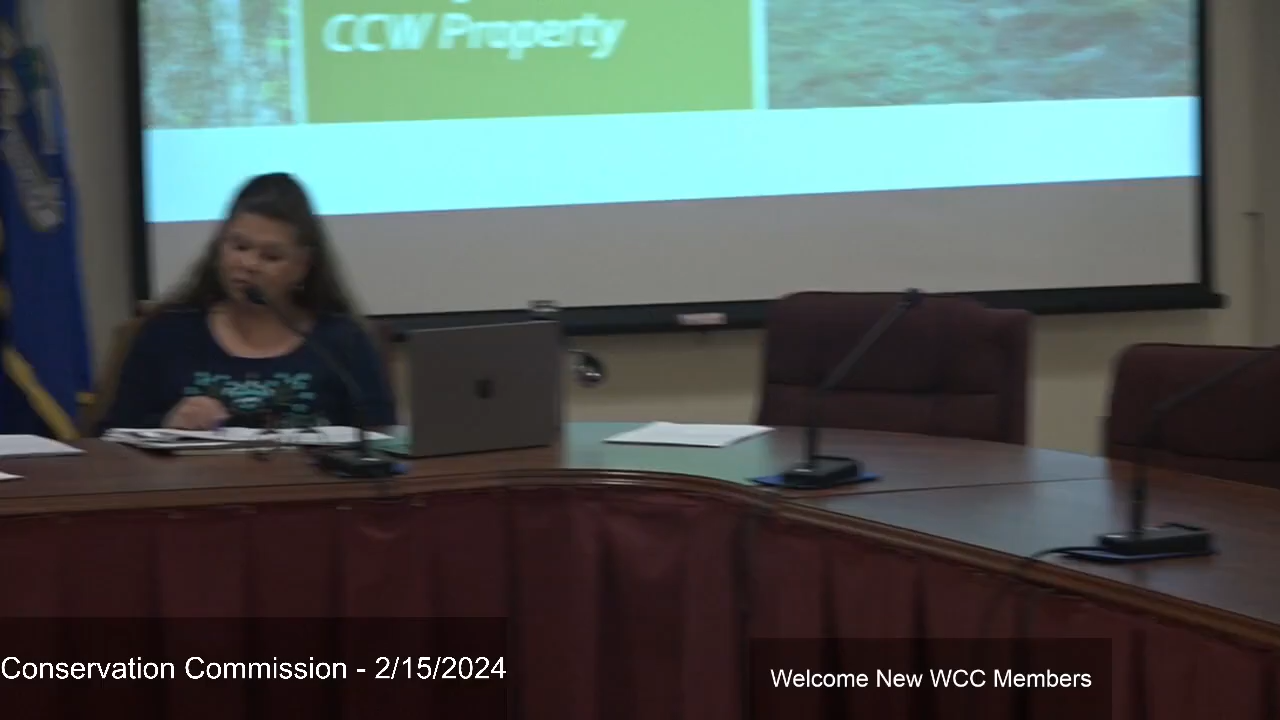 CCW Property
Conservation Commission - 2/15/2024
Welcome New WCC Members